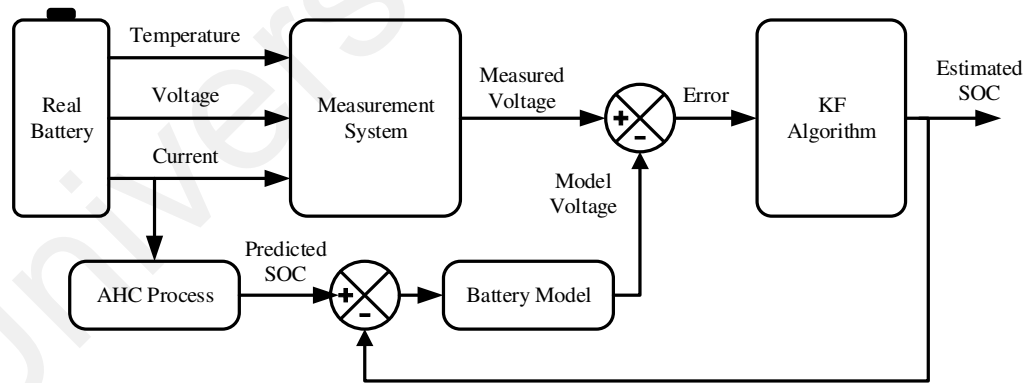 Temperature
Voltage
Current
Real
Battery
Measurement
System
Measured
Voltage
+
-
Error
KF
Algorithm
Estimated
SOC
Model
Voltage
AHC Process
Predicted
SOC
+
-
Battery Model
Univers